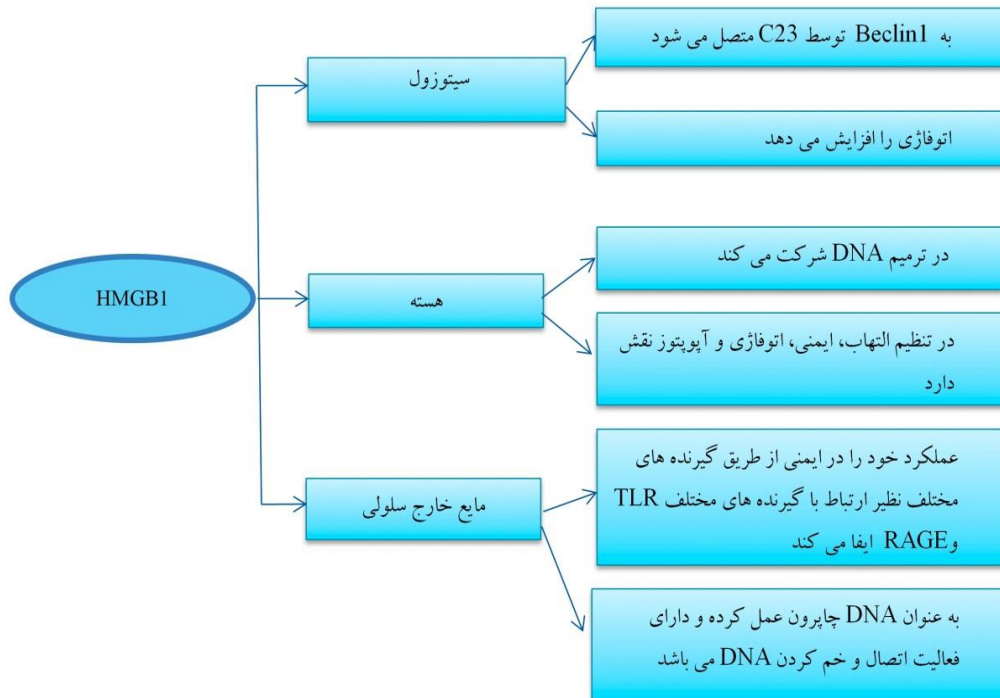 HMGB1
سیتوزول
به Beclin1 توسط C23 متصل می شود
اتوفاژی را افزایش می دهد
هسته
در ترمیم DNA شرکت می کند
در تنظیم التهاب، ایمنی، اتوفاژی و آپوپتوز نقش
دارد
مایع خارج سلولی
عملکرد خود را در ایمنی از طریق گیرنده های
مختلف نظیر ارتباط با گیرنده های مختلف TLR
وRAGE ایفا می کند
به عنوان DNA چاپرون عمل کرده و دارای
فعالیت اتصال و خم کردن DNA می باشد